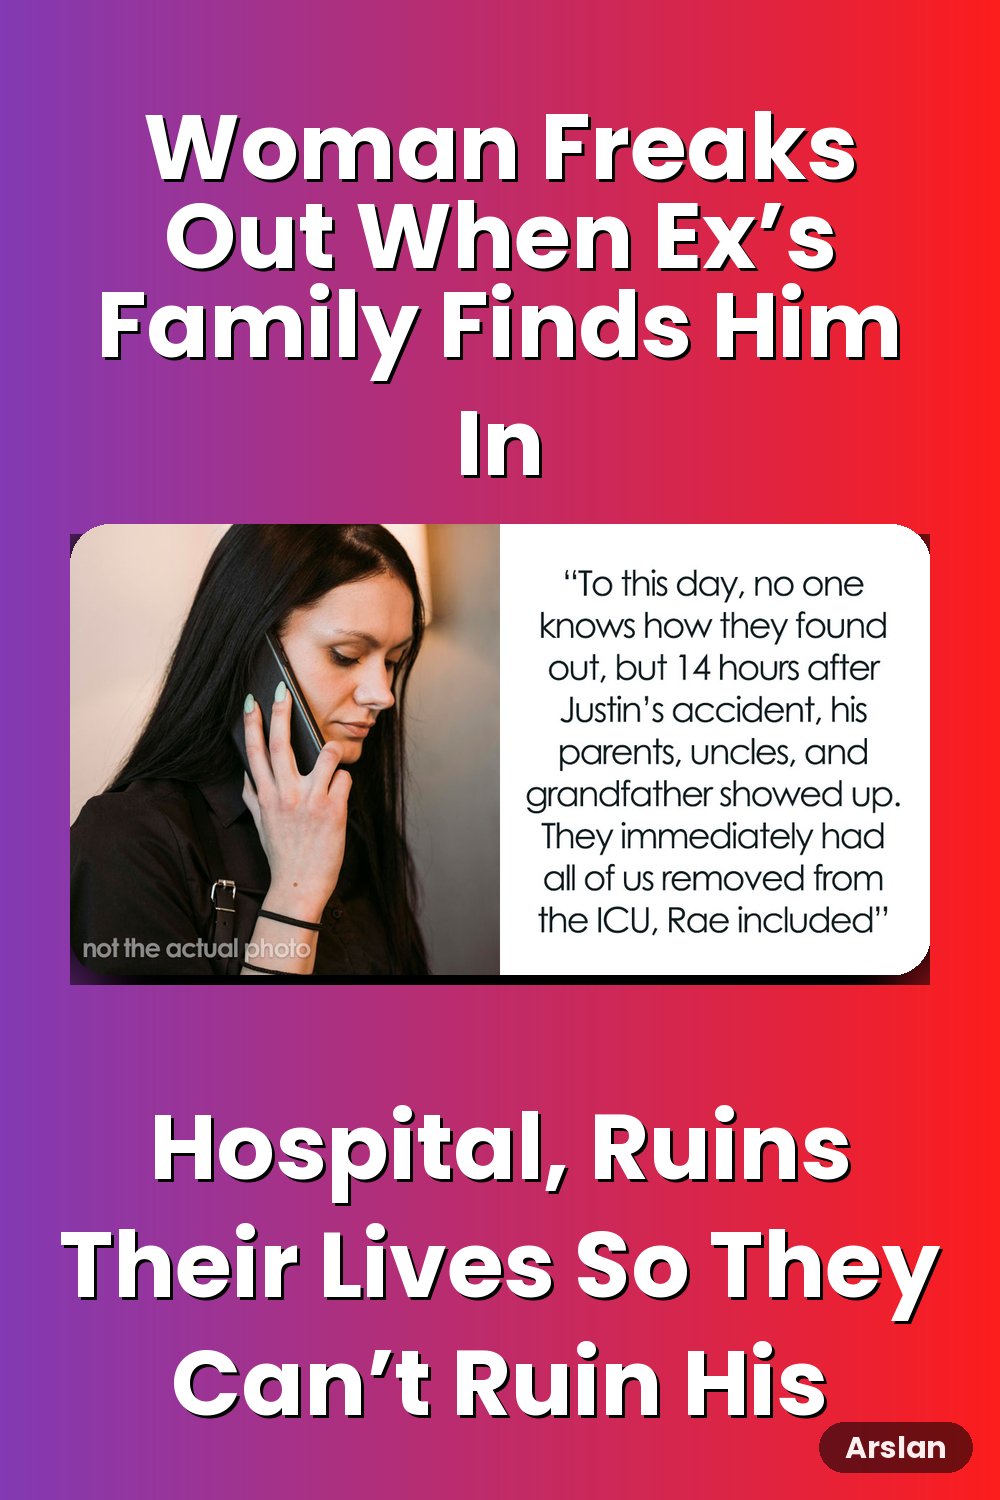 Woman Freaks
Out When Ex’s
Family Finds Him
In
“To this day, no one
knows how they found
out, but 14 hours after
Justin’s accident, his
parents, uncles, and
grandfather showed up.
They immediately had
all of us removed from
the ICU, Rae included”
not the actual photo
Hospital, Ruins
Their Lives So They
Can’t Ruin His
Arslan